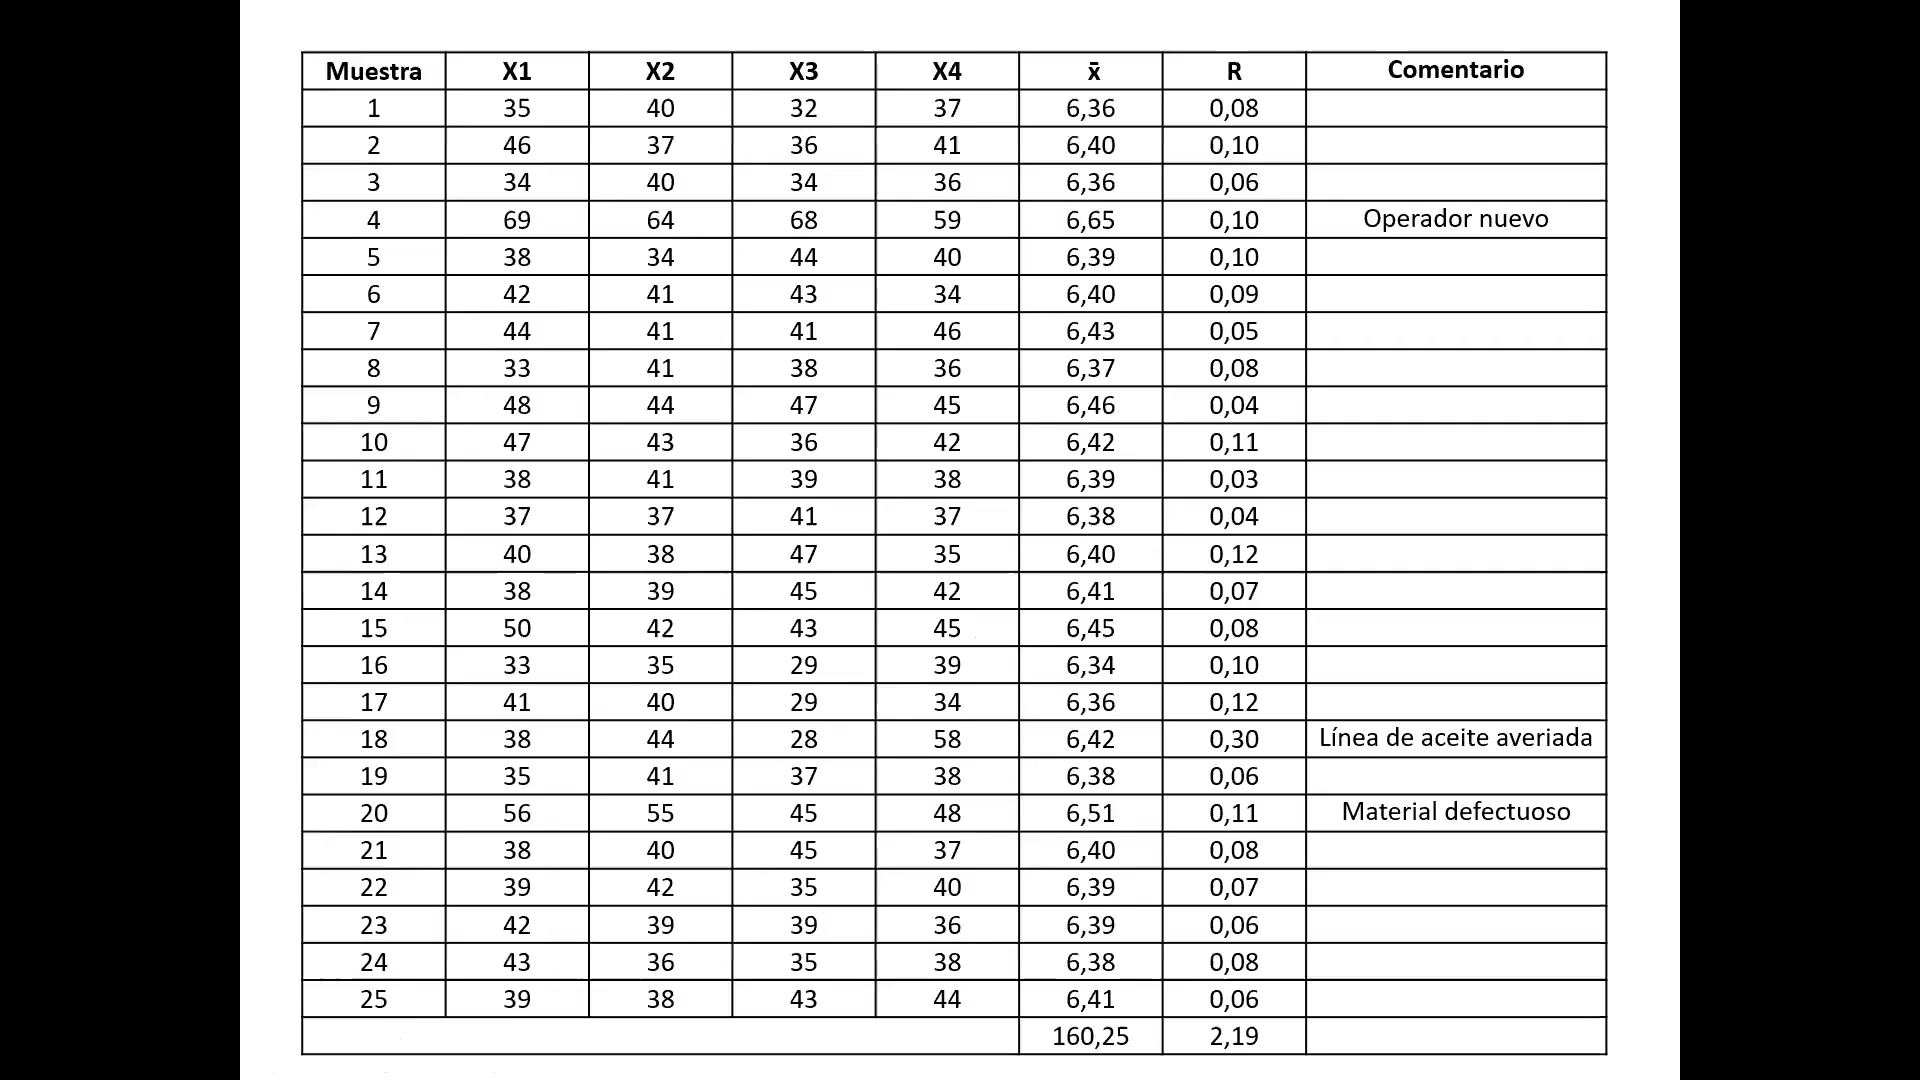 Muestra X1 X2 X3 X4 x̄ R Comentario
1 35 40 32 37 6,36 0,08
2 46 37 36 41 6,40 0,10
3 34 40 34 36 6,36 0,06
4 69 64 68 59 6,65 0,10 Operador nuevo
5 38 34 44 40 6,39 0,10
6 42 41 43 34 6,40 0,09
7 44 41 41 46 6,43 0,05
8 33 41 38 36 6,37 0,08
9 48 44 47 45 6,46 0,04
10 47 43 36 42 6,42 0,11
11 38 41 39 38 6,39 0,03
12 37 37 41 37 6,38 0,04
13 40 38 47 35 6,40 0,12
14 38 39 45 42 6,41 0,07
15 50 42 43 45 6,45 0,08
16 33 35 29 39 6,34 0,10
17 41 40 29 34 6,36 0,12
18 38 44 28 58 6,42 0,30 Línea de aceite averiada
19 35 41 37 38 6,38 0,06
20 56 55 45 48 6,51 0,11 Material defectuoso
21 38 40 45 37 6,40 0,08
22 39 42 35 40 6,39 0,07
23 42 39 39 36 6,39 0,06
24 43 36 35 38 6,38 0,08
25 39 38 43 44 6,41 0,06
160,25 2,19